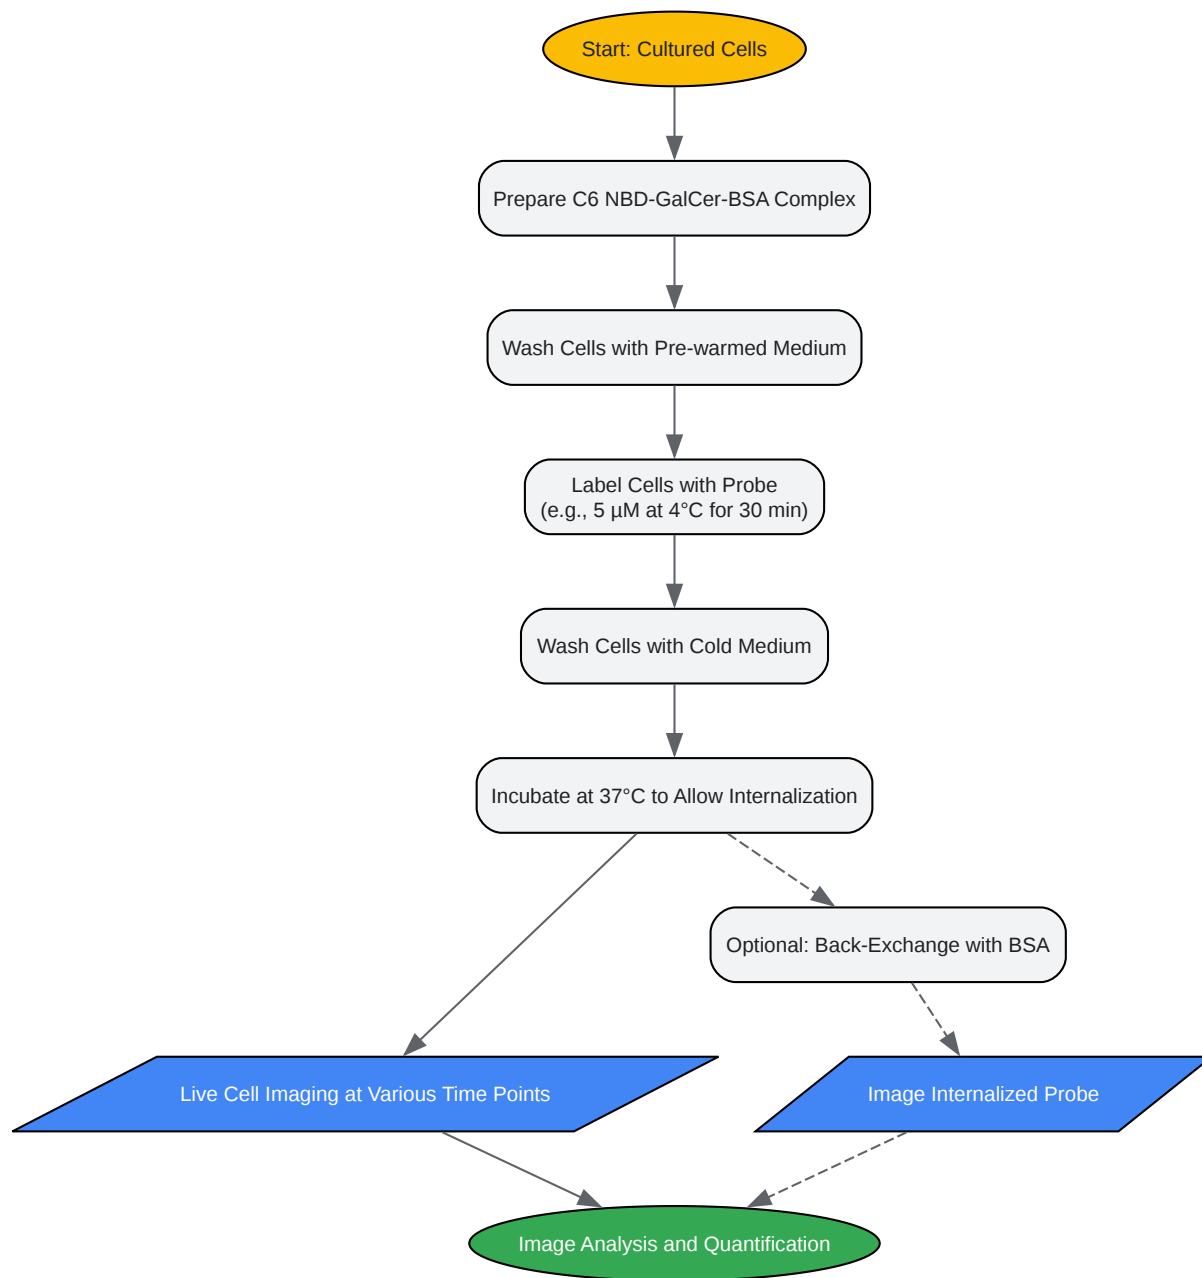 Start: Cultured Cells
Prepare C6 NBD-GalCer-BSA Complex
Wash Cells with Pre-warmed Medium
Label Cells with Probe
(e.g., 5 µM at 4°C for 30 min)
Wash Cells with Cold Medium
Incubate at 37°C to Allow Internalization
Optional: Back-Exchange with BSA
Live Cell Imaging at Various Time Points
Image Internalized Probe
Image Analysis and Quantification